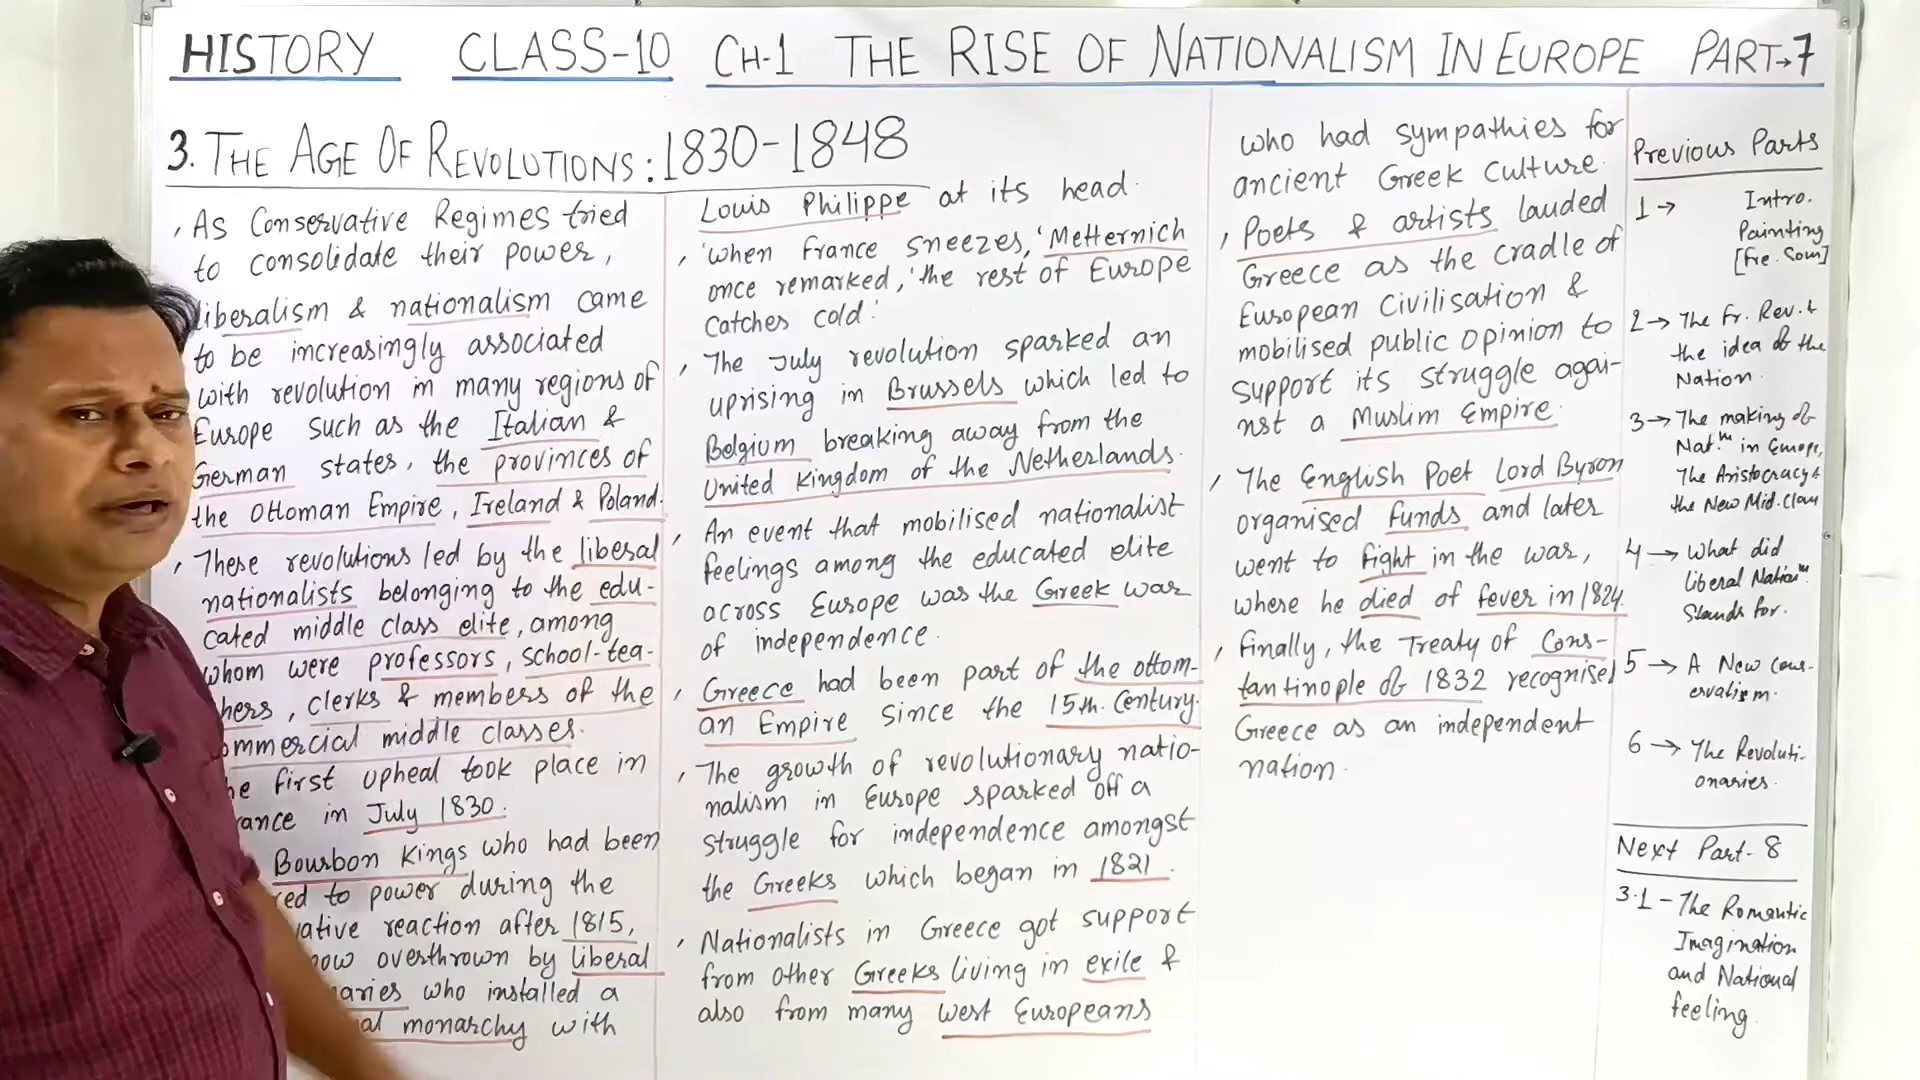 HISTORY CLASS-10 CH-1 THE RISE OF NATIONALISM IN EUROPE PART→7
3. THE AGE OF REVOLUTIONS: 1830-1848
, As Conservative Regimes tried
to consolidate their power,
liberalism & nationalism came
to be increasingly associated
with revolution in many regions of
Europe such as the Italian &
German states, the provinces of
the Ottoman Empire, Ireland & Poland.
, These revolutions led by the liberal
nationalists belonging to the edu-
cated middle class elite, among
whom were professors, school-tea-
hers, clerks & members of the
ommercial middle classes.
he first upheal took place in
rance in July 1830.
Bourbon Kings who had been
red to power during the
ative reaction after 1815,
now overthrown by liberal
naries who installed a
al monarchy with
Louis Philippe at its head.
, 'When France sneezes,' Metternich
once remarked, 'the rest of Europe
catches cold'.
, The July revolution sparked an
uprising in Brussels which led to
Belgium breaking away from the
United Kingdom of the Netherlands.
, An event that mobilised nationalist
feelings among the educated elite
across Europe was the Greek war
of independence.
, Greece had been part of the ottom-
an Empire since the 15th. Century.
, The growth of revolutionary natio-
nalism in Europe sparked off a
struggle for independence amongst
the Greeks which began in 1821.
, Nationalists in Greece got support
from other Greeks living in exile &
also from many West Europeans
who had sympathies for
ancient Greek Culture.
, Poets & artists lauded
Greece as the cradle of
European Civilisation &
mobilised public opinion to
support its struggle agai-
nst a Muslim Empire.
, The English Poet Lord Byron
organised funds and later
went to fight in the war,
where he died of fever in 1824.
, Finally, the Treaty of Cons-
tantinople of 1832 recognised
Greece as an independent
nation.
Previous Parts
1→ Intro.
Painting
[Fre. Sou]
2→ The Fr. Rev. &
the idea of the
Nation.
3→ The making of
Nat.m in Europe,
The Aristocracy &
the New Mid. Class
4→ What did
liberal Nation.m
Stands for.
5→ A New cons-
ervatism.
6→ The Revoluti-
onaries.
Next Part-8
3.1-The Romantic
Imagination
and National
feeling.